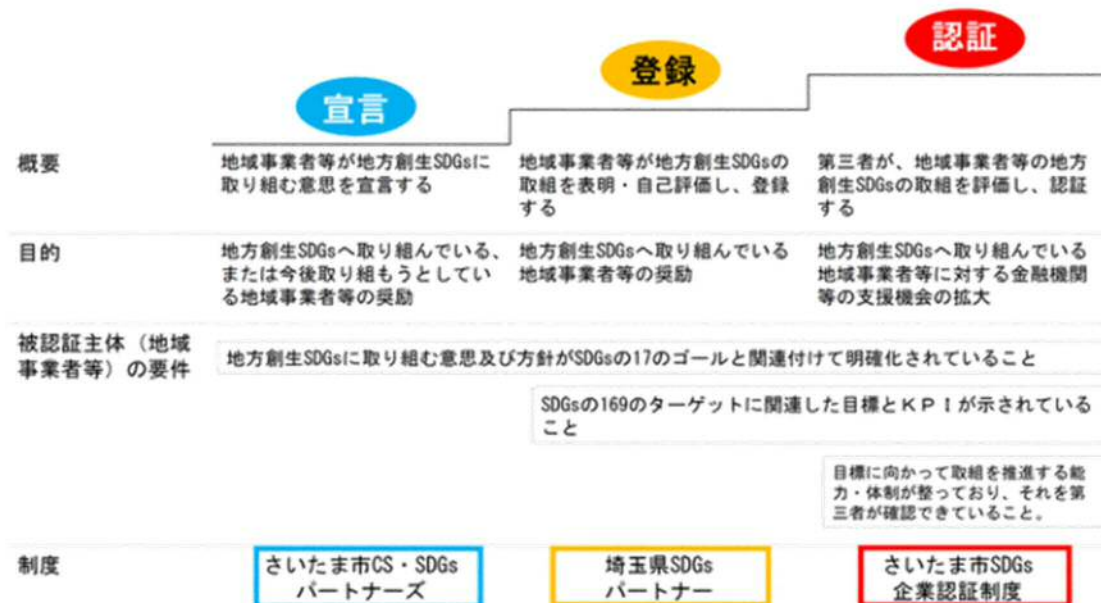 認証
登録
宣言
概要
地域事業者等が地方創生SDGsに
取り組む意思を宣言する
地域事業者等が地方創生SDGsの
取組を表明・自己評価し、登録
する
第三者が、地域事業者等の地方
創生SDGsの取組を評価し、認証
する
目的
地方創生SDGsへ取り組んでいる、
または今後取り組もうとしてい
る地域事業者等の奨励
地方創生SDGsへ取り組んでいる
地域事業者等の奨励
地方創生SDGsへ取り組んでいる
地域事業者等に対する金融機関
等の支援機会の拡大
被認証主体（地域
事業者等）の要件
地方創生SDGsに取り組む意思及び方針がSDGsの17のゴールと関連付けて明確化されていること
SDGsの169のターゲットに関連した目標とＫＰＩが示されている
こと
目標に向かって取組を推進する能
力・体制が整っており、それを第
三者が確認できていること。
制度
さいたま市CS・SDGs
パートナーズ
埼玉県SDGs
パートナー
さいたま市SDGs
企業認証制度